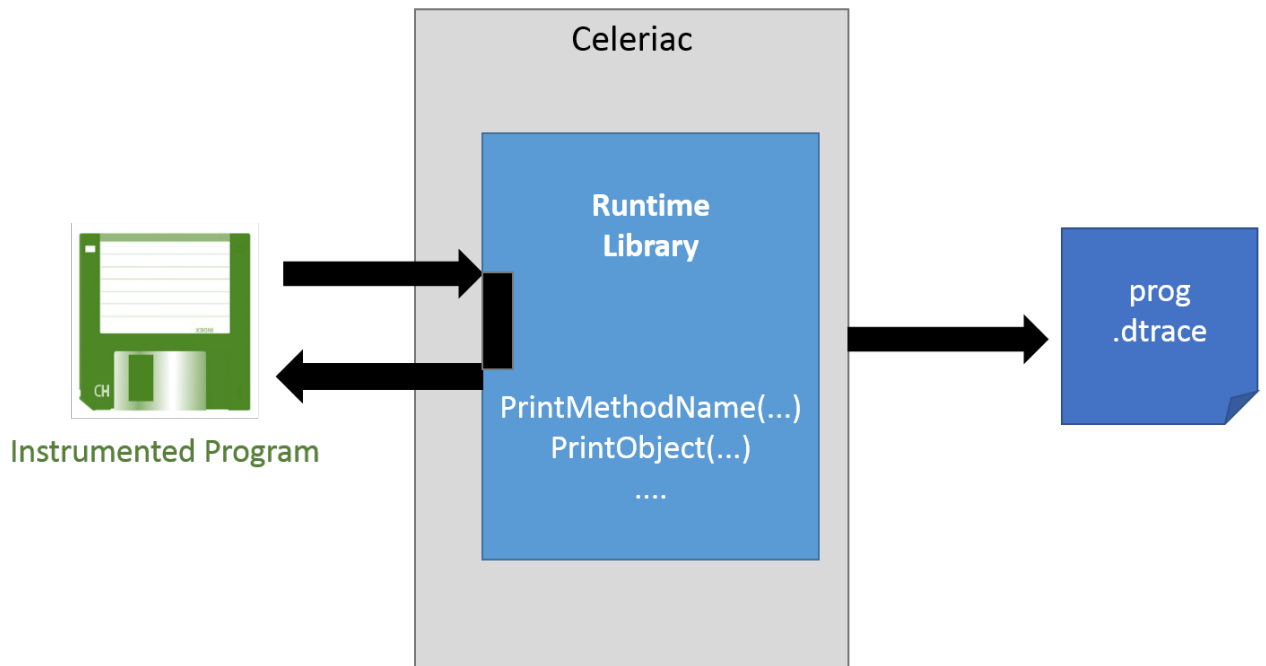 Celeriac
Runtime
Library
PrintMethodName(...)
PrintObject(...)
....
CH
Instrumented Program
prog
.dtrace